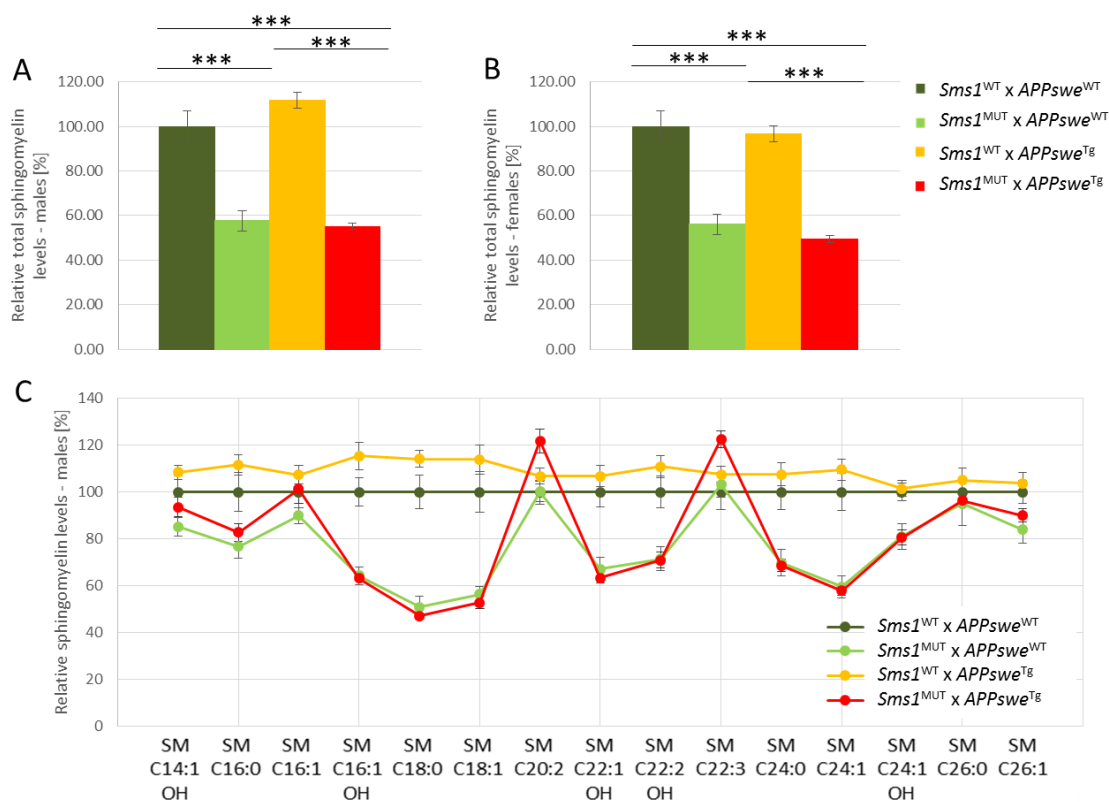 ***
***
***
A
Relative total sphingomyelin
levels - males [%]
120.00
100.00
80.00
60.00
40.00
20.00
0.00
***
***
***
B
Relative total sphingomyelin
levels - females [%]
120.00
100.00
80.00
60.00
40.00
20.00
0.00
Sms1WT x APPsweWT
Sms1MUT x APPsweWT
Sms1WT x APPsweTg
Sms1MUT x APPsweTg
C
Relative sphingomyelin levels - males [%]
140
120
100
80
60
40
20
0
Sms1WT x APPsweWT
Sms1MUT x APPsweWT
Sms1WT x APPsweTg
Sms1MUT x APPsweTg
SM SM SM SM SM SM SM SM SM SM SM SM SM SM SM
C14:1 C16:0 C16:1 C16:1 C18:0 C18:1 C20:2 C22:1 C22:2 C22:3 C24:0 C24:1 C24:1 C26:0 C26:1
OH OH OH OH OH